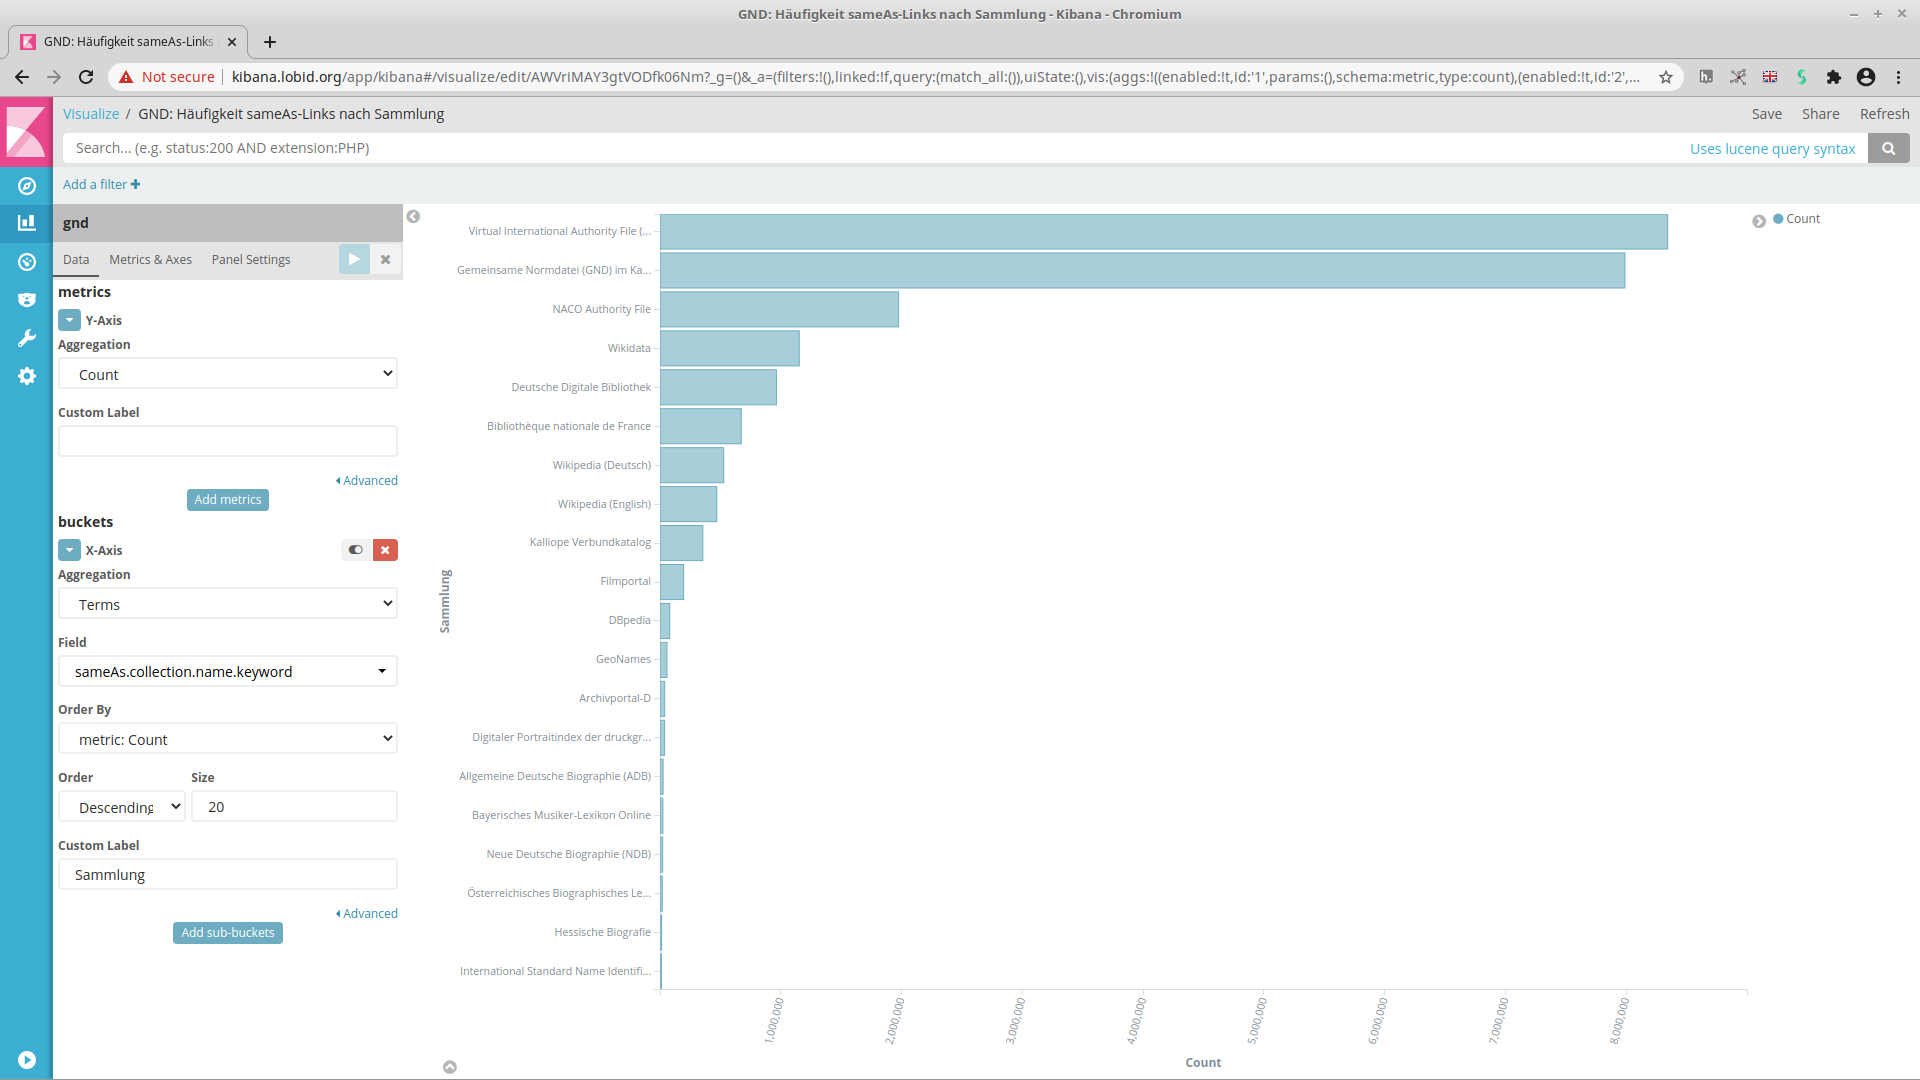 GND: Häufigkeit sameAs-Links nach Sammlung - Kibana - Chromium
GND: Häufigkeit sameAs-Links
Not secure
kibana.lobid.org/app/kibana#/visualize/edit/AWVriMAY3gtVODfk06Nm?_g=()&_a=(filters:!(),linked:!f,query:(match_all:()),uiState:(),vis:(aggs:!((enabled:!t,id:'1',params:(),schema:metric,type:count),(enabled:!t,id:'2',...
Visualize / GND: Häufigkeit sameAs-Links nach Sammlung
Save Share Refresh
Search... (e.g. status:200 AND extension:PHP)
Uses lucene query syntax
Add a filter
gnd
Data Metrics & Axes Panel Settings
metrics
Y-Axis
Aggregation
Count
Custom Label
Advanced
Add metrics
buckets
X-Axis
Aggregation
Terms
Field
sameAs.collection.name.keyword
Order By
metric: Count
Order Size
Descending 20
Custom Label
Sammlung
Advanced
Add sub-buckets
Sammlung
Virtual International Authority File (...
Gemeinsame Normdatei (GND) im Ka...
NACO Authority File
Wikidata
Deutsche Digitale Bibliothek
Bibliothèque nationale de France
Wikipedia (Deutsch)
Wikipedia (English)
Kalliope Verbundkatalog
Filmportal
DBpedia
GeoNames
Archivportal-D
Digitaler Portraitindex der druckgr...
Allgemeine Deutsche Biographie (ADB)
Bayerisches Musiker-Lexikon Online
Neue Deutsche Biographie (NDB)
Österreichisches Biographisches Le...
Hessische Biografie
International Standard Name Identifi...
1,000,000 2,000,000 3,000,000 4,000,000 5,000,000 6,000,000 7,000,000 8,000,000
Count
Count